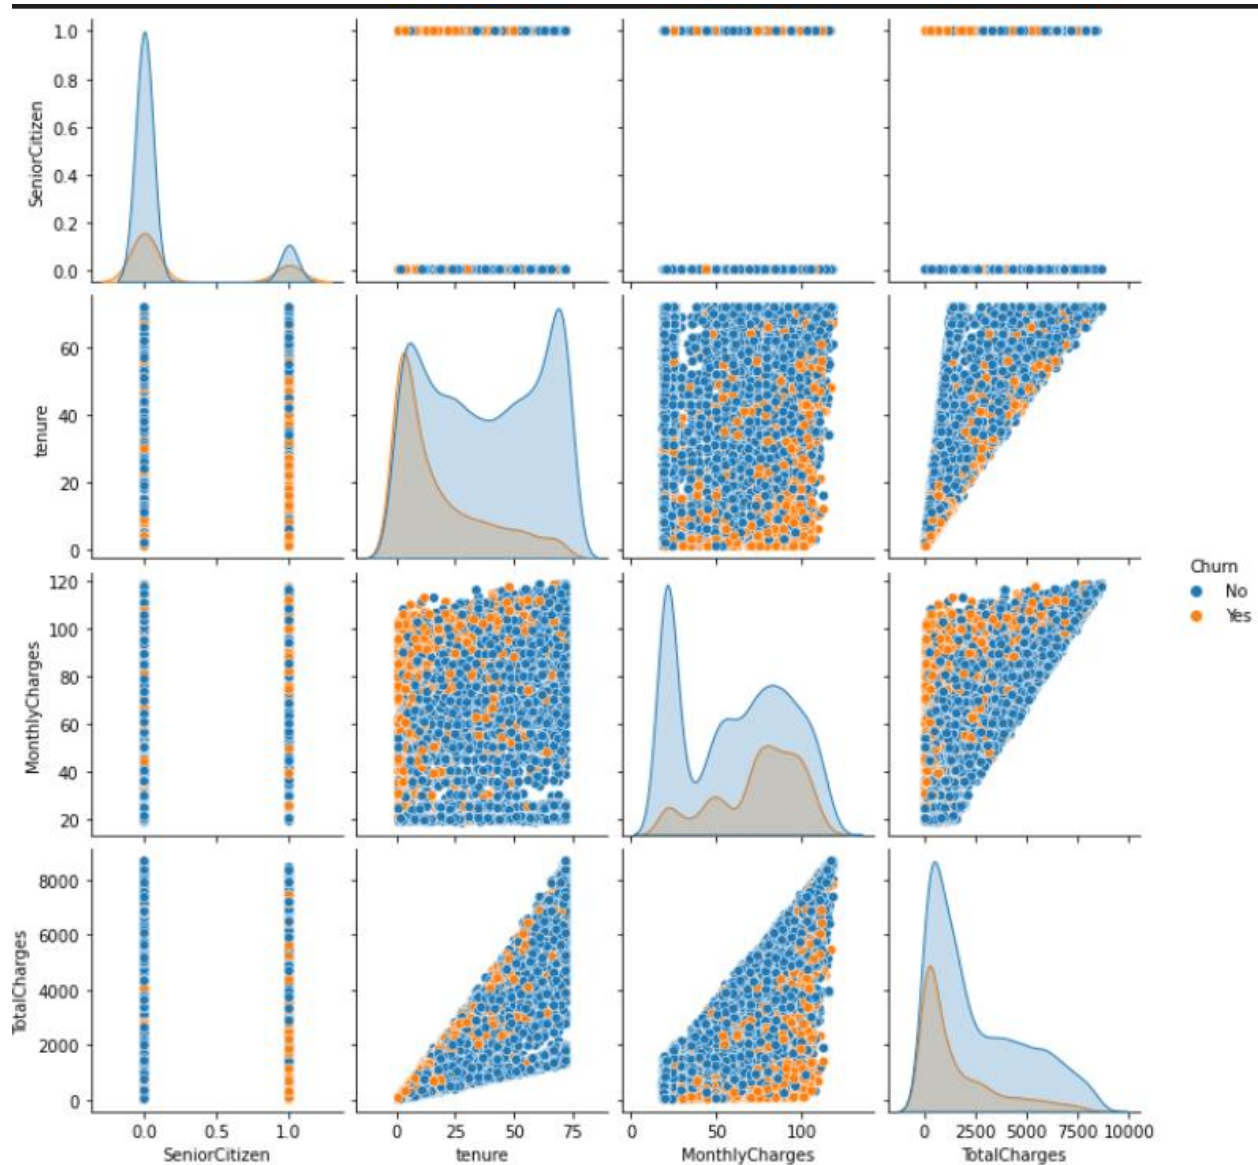 1.0
0.8
0.6
0.4
0.2
0.0
SeniorCitizen
60
40
20
0
tenure
Churn
No
Yes
120
100
80
60
40
20
MonthlyCharges
8000
6000
4000
2000
0
TotalCharges
0.0 0.5 1.0 0 25 50 75 0 50 100 0 2500 5000 7500 10000
SeniorCitizen tenure MonthlyCharges TotalCharges